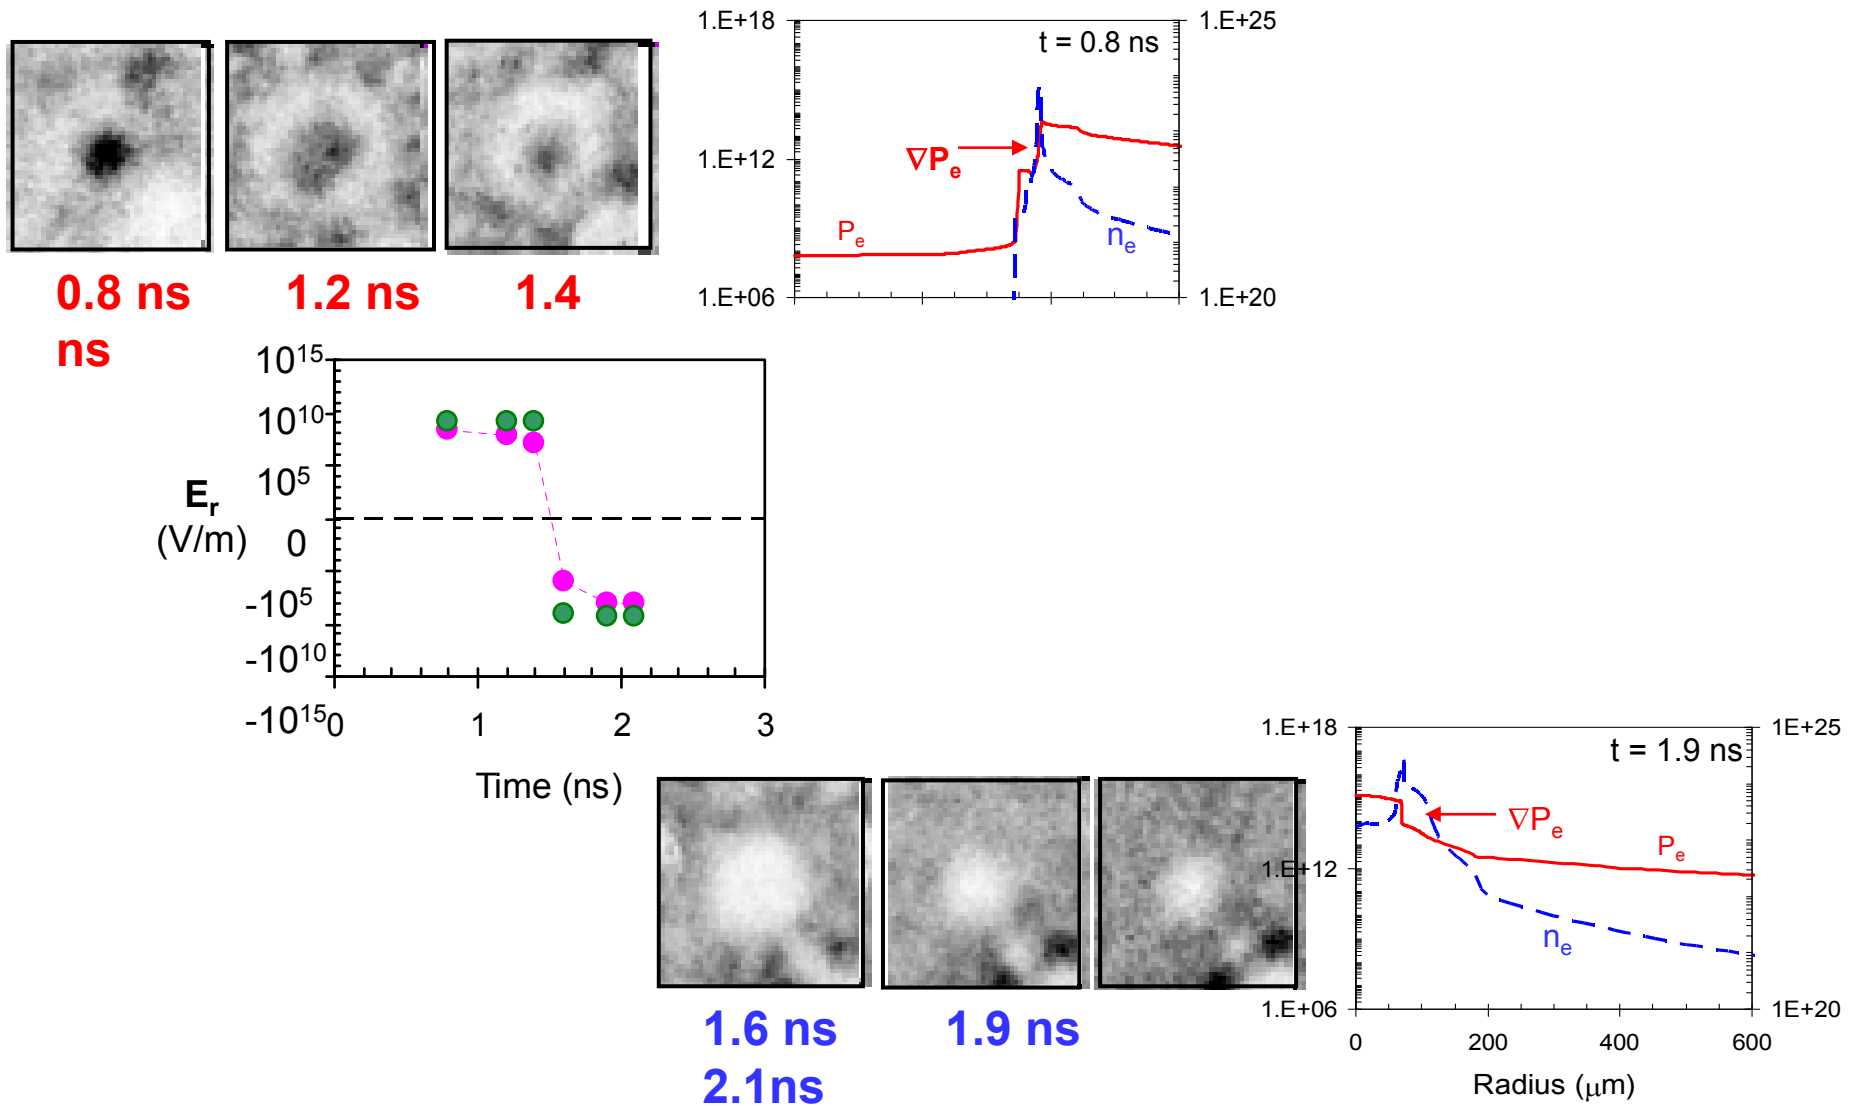 1.E+18
1.E+25
t = 0.8 ns
∇Pe
1.E+12
Pe
ne
1.E+06
1.E+20
0.8 ns
1.2 ns
1.4
ns
10^15
10^10
10^5
Er
(V/m)
0
-10^5
-10^10
-10^15
0
1
2
3
Time (ns)
1.E+18
1E+25
t = 1.9 ns
∇Pe
Pe
1.E+12
ne
1.E+06
1E+20
0
200
400
600
Radius (μm)
1.6 ns
1.9 ns
2.1ns